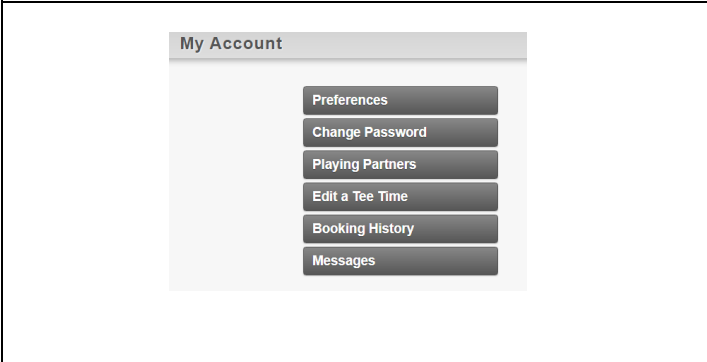 My Account
Preferences
Change Password
Playing Partners
Edit a Tee Time
Booking History
Messages